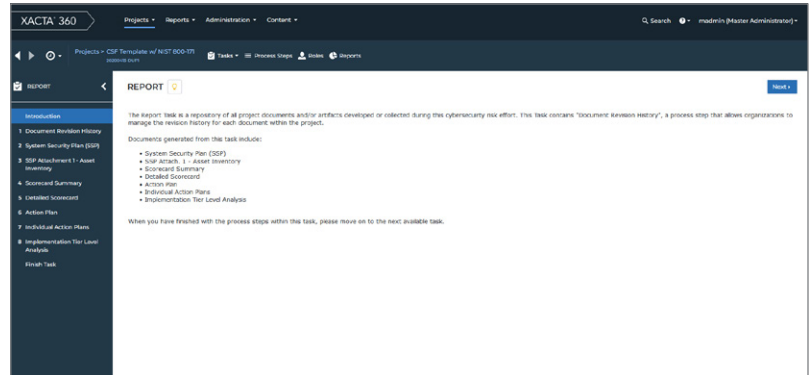 XACTA 360
Projects Reports Administration Content
Search madmin (Master Administrator)
Projects > CSF Template w/ NIST 800-171
Tasks Process Steps Roles Reports
REPORT
Introduction
1 Document Revision History
2 System Security Plan (SSP)
3 SSP Attachment 1 - Asset
Inventory
4 Scorecard Summary
5 Detailed Scorecard
6 Action Plan
7 Individual Action Plans
8 Implementation Tier Level
Analysis
Finish Task
REPORT
Next
The Report Task is a repository of all project documents and/or artifacts developed or collected during this cybersecurity risk effort. This Task contains "Document Revision History", a process step that allows organizations to
manage the revision history for each document within the project.
Documents generated from this task include:
• System Security Plan (SSP)
• SSP Attach. 1 - Asset Inventory
• Scorecard Summary
• Detailed Scorecard
• Action Plan
• Individual Action Plans
• Implementation Tier Level Analysis
When you have finished with the process steps within this task, please move on to the next available task.